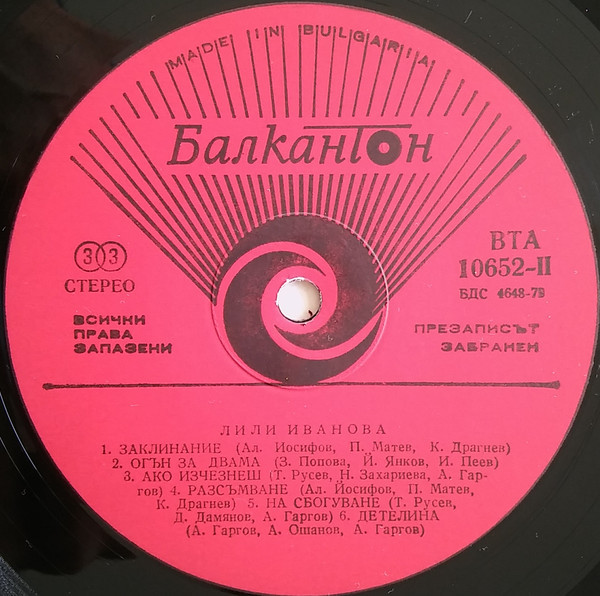 MADE IN BULGARIA
Балкантон
33
СТЕРЕО
ВТА
10652-II
БДС 4648-79
ВСИЧКИ
ПРАВА
ЗАПАЗЕНИ
ПРЕЗАПИСЪТ
ЗАБРАНЕН
ЛИЛИ ИВАНОВА
1. ЗАКЛИНАНИЕ (Ал. Йосифов, П. Матев, К. Драгнев)
2. ОГЪН ЗА ДВАМА (З. Попова, Й. Янков, И. Пеев)
3. АКО ИЗЧЕЗНЕШ (Т. Русев, Н. Захариева, А. Гар-
гов) 4. РАЗСЪМВАНЕ (Ал. Йосифов, П. Матев,
К. Драгнев) 5. НА СБОГУВАНЕ (Т. Русев,
Д. Дамянов, А. Гаргов) 6. ДЕТЕЛИНА
(А. Гаргов, А. Ошанов, А. Гаргов)